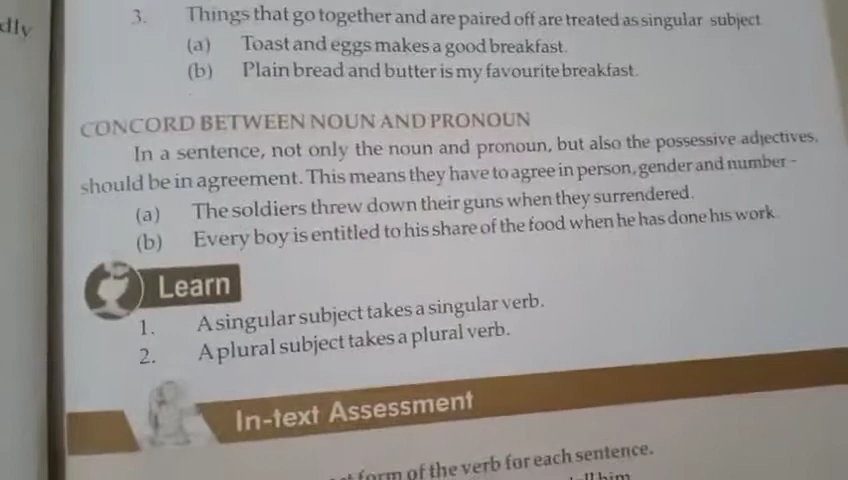 dly
3. Things that go together and are paired off are treated as singular subject
(a) Toast and eggs makes a good breakfast.
(b) Plain bread and butter is my favourite breakfast.
CONCORD BETWEEN NOUN AND PRONOUN
In a sentence, not only the noun and pronoun, but also the possessive adjectives,
should be in agreement. This means they have to agree in person, gender and number -
(a) The soldiers threw down their guns when they surrendered.
(b) Every boy is entitled to his share of the food when he has done his work
Learn
1. A singular subject takes a singular verb.
2. A plural subject takes a plural verb.
In-text Assessment
form of the verb for each sentence.
him